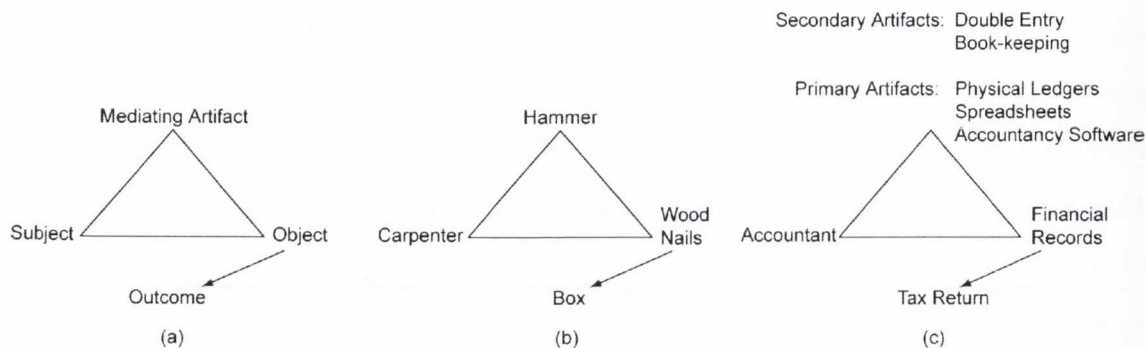 Mediating Artifact
Subject
Object
Outcome
(a)
Hammer
Carpenter
Wood
Nails
Box
(b)
Secondary Artifacts: Double Entry
Book-keeping
Primary Artifacts: Physical Ledgers
Spreadsheets
Accountancy Software
Accountant
Financial
Records
Tax Return
(c)